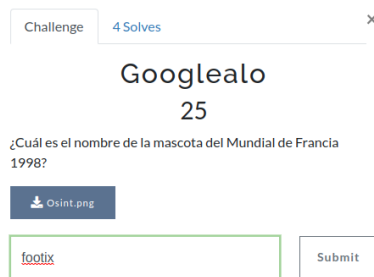 Challenge
4 Solves
×
Googlealo
25
¿Cuál es el nombre de la mascota del Mundial de Francia
1998?
Osint.png
footix
Submit